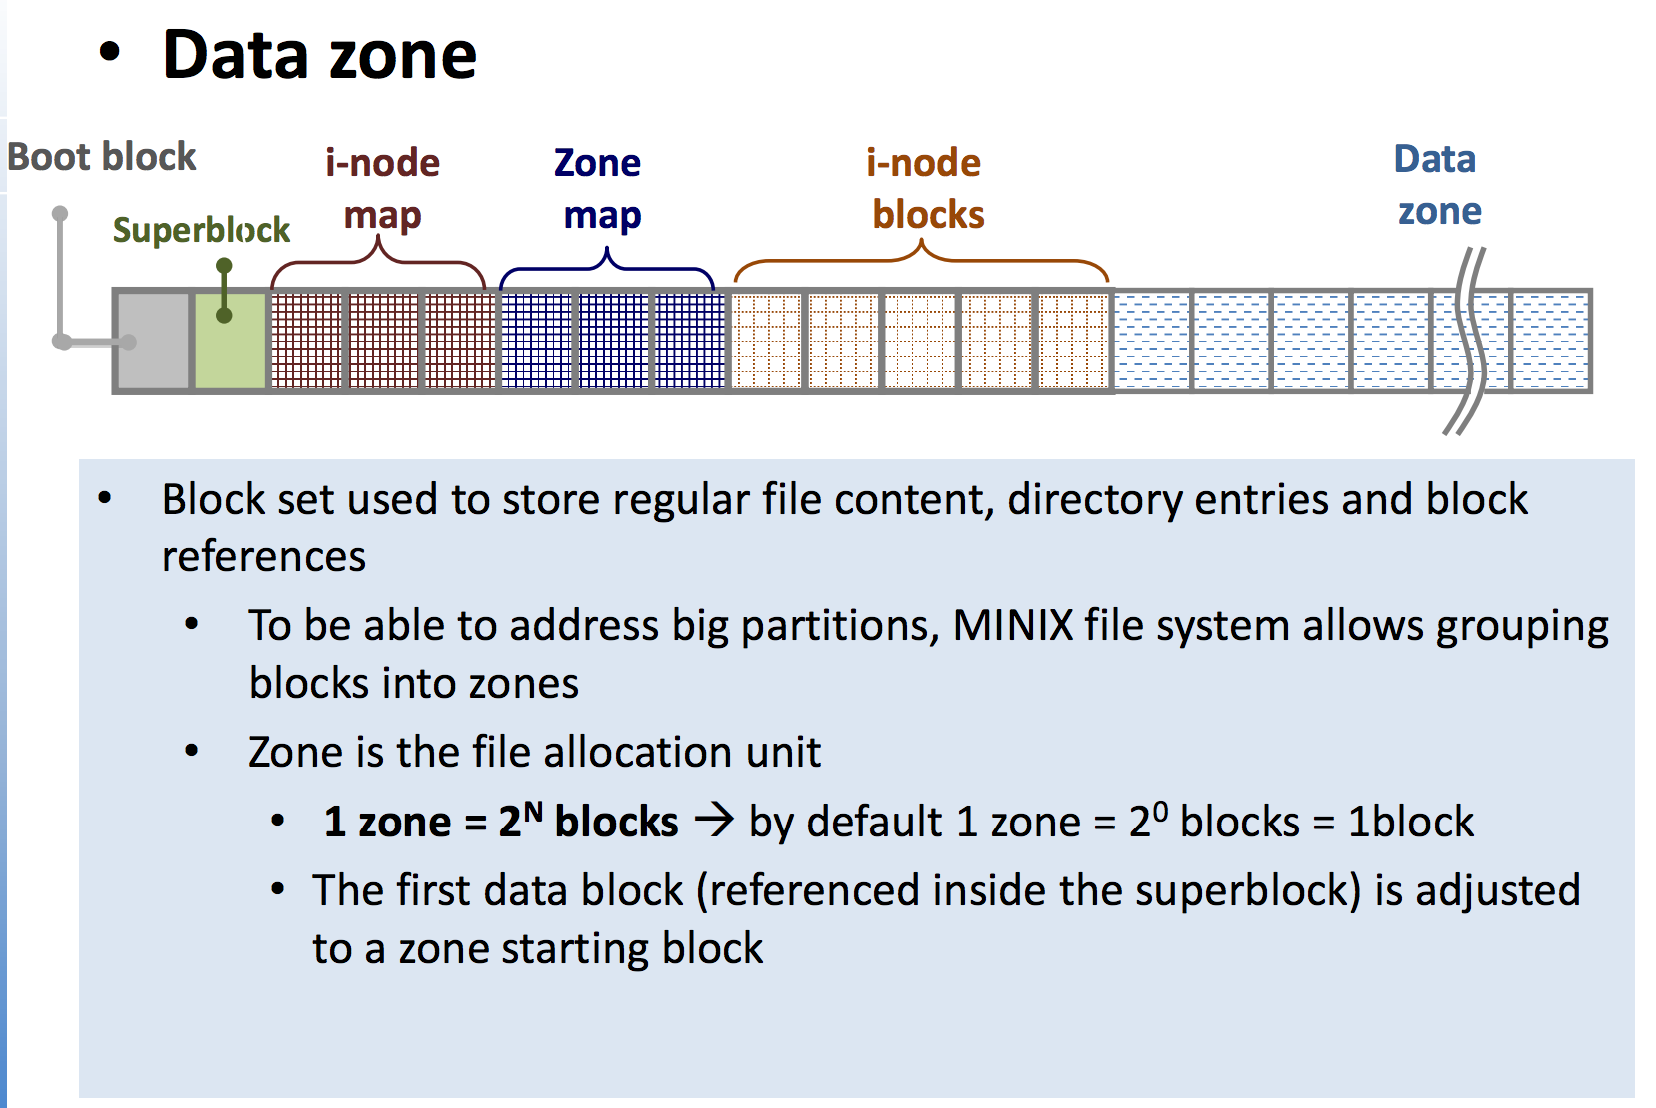 • Data zone
Boot block
i-node
map
Zone
map
i-node
blocks
Data
zone
Superblock
• Block set used to store regular file content, directory entries and block
references
• To be able to address big partitions, MINIX file system allows grouping
blocks into zones
• Zone is the file allocation unit
• 1 zone = 2ᴺ blocks → by default 1 zone = 2⁰ blocks = 1block
• The first data block (referenced inside the superblock) is adjusted
to a zone starting block